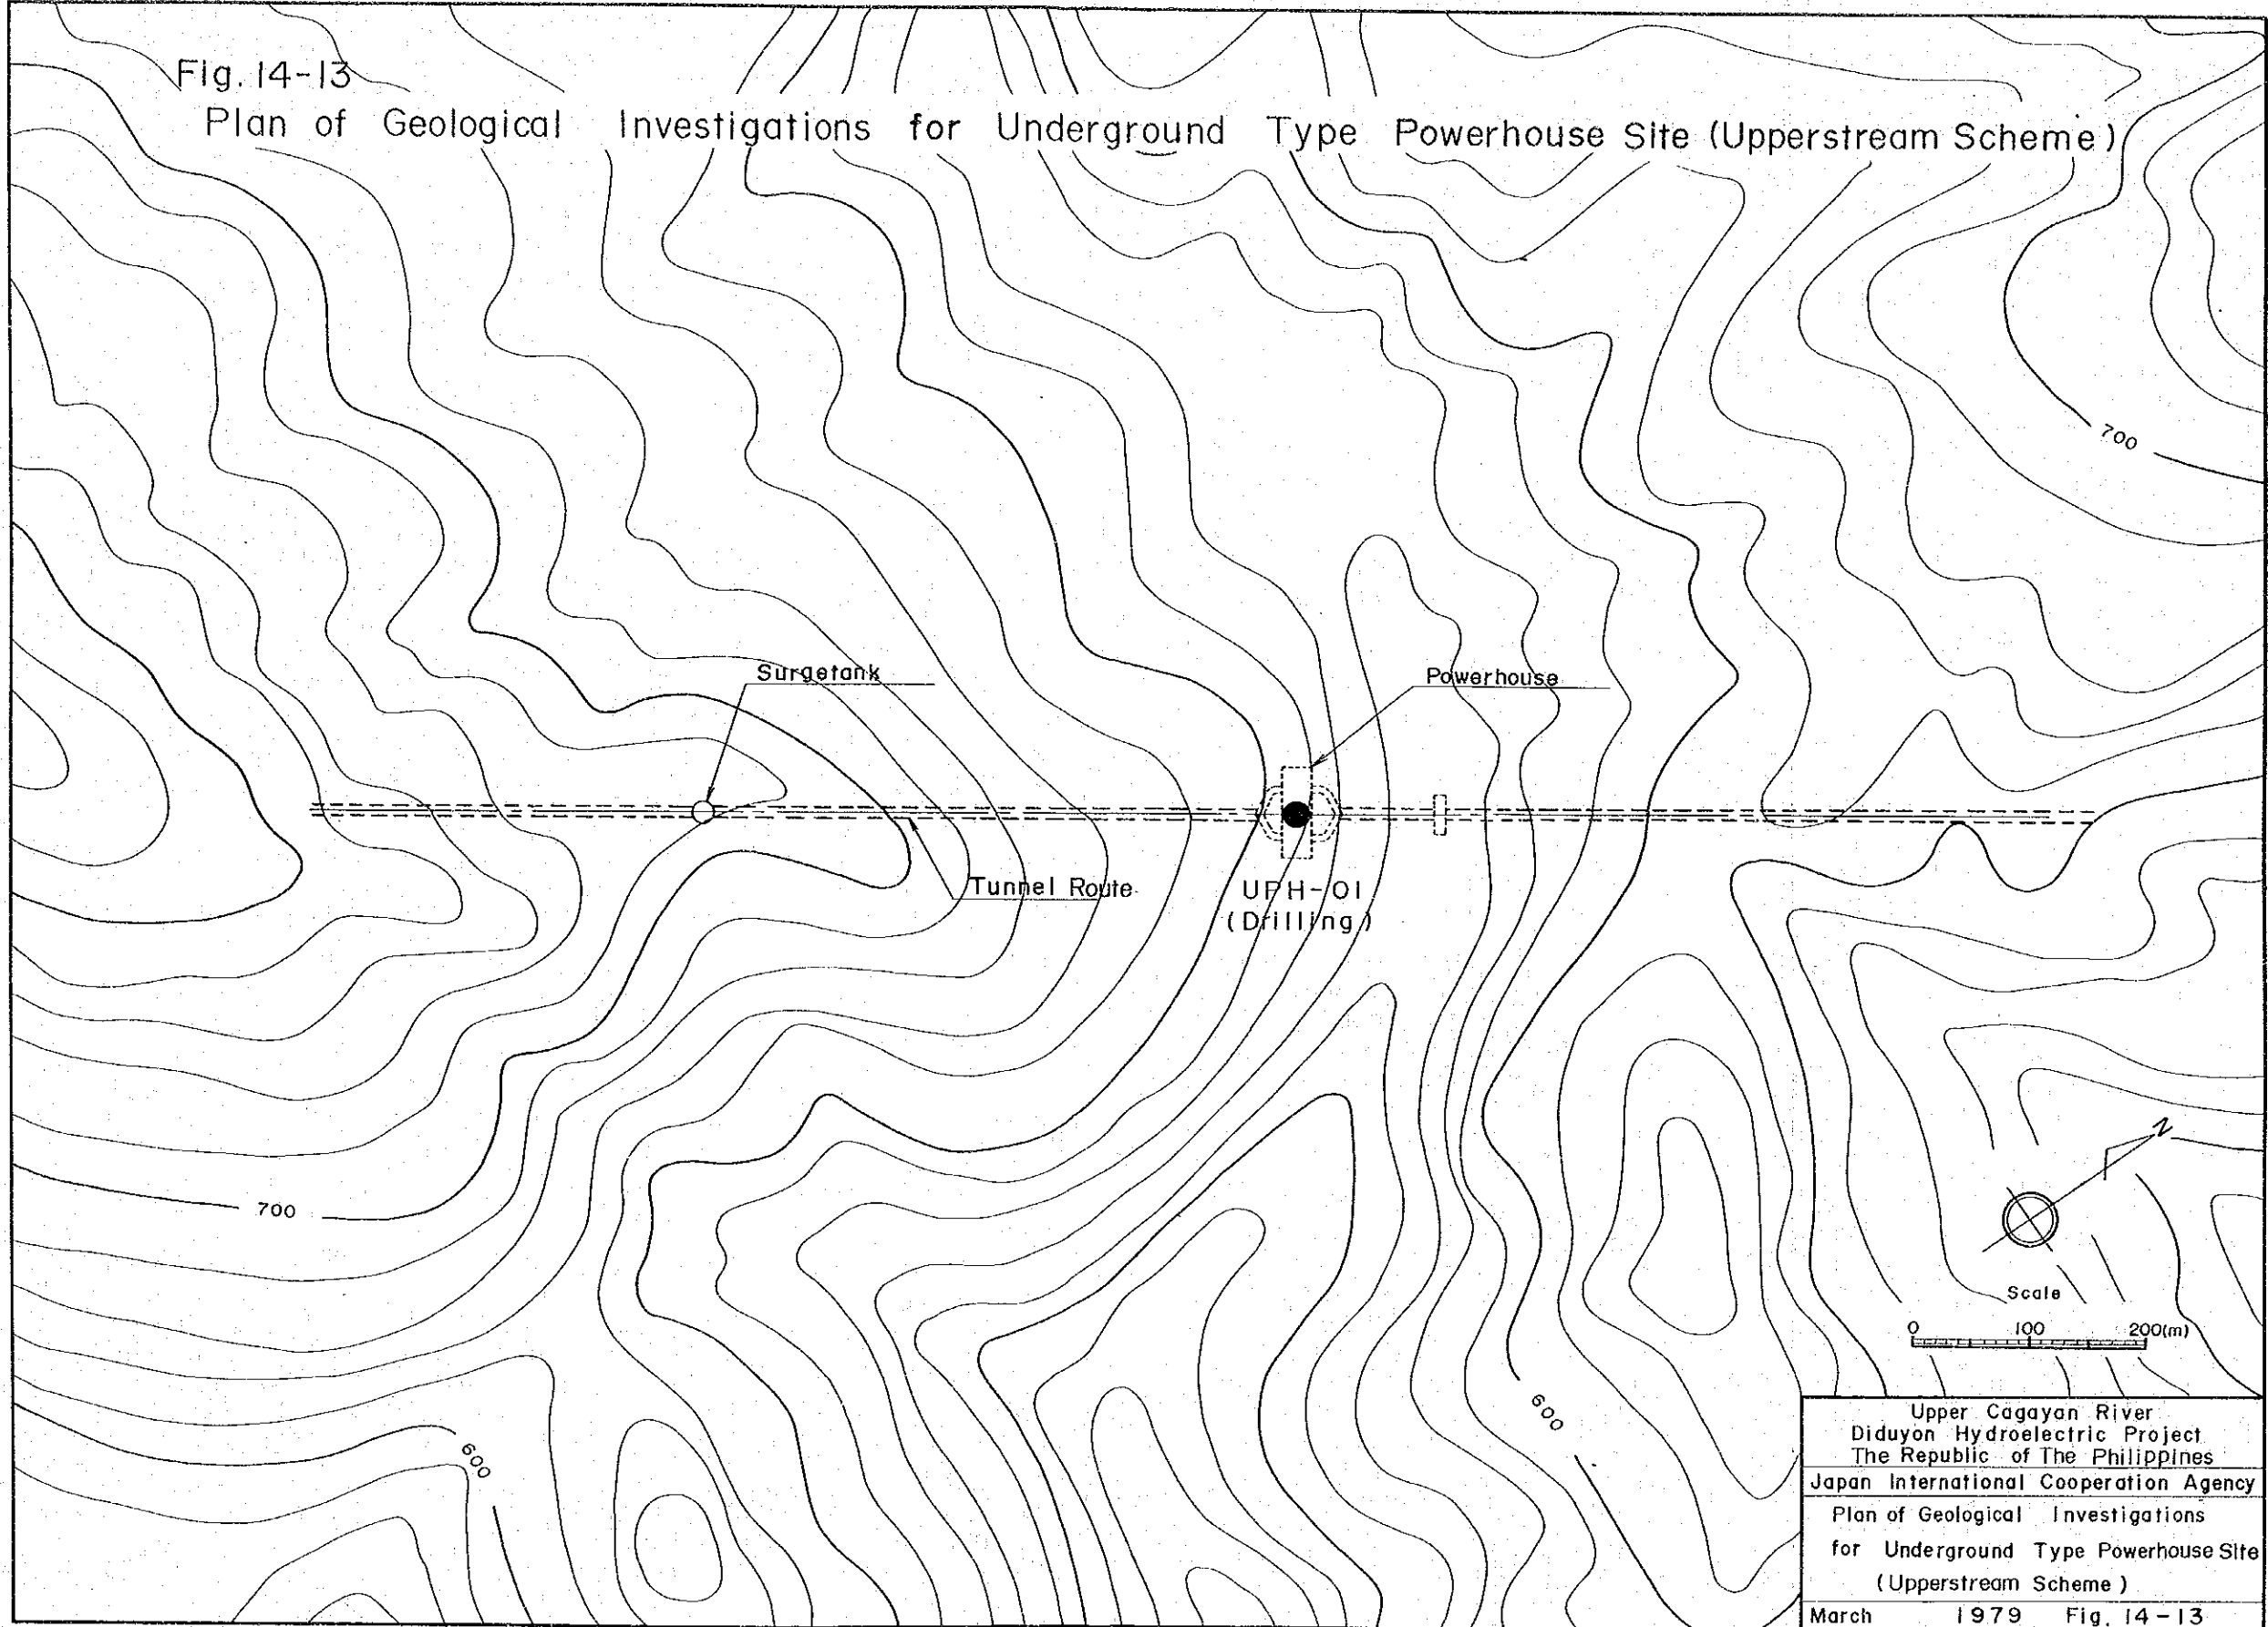 Fig. 14-13
Plan of Geological Investigations for Underground Type Powerhouse Site (Upperstream Scheme)
700
Surgetank
Powerhouse
Tunnel Route
UPH-01
(Drilling)
700
N
Scale
0 100 200(m)
600
600
Upper Cagayan River
Diduyon Hydroelectric Project
The Republic of The Philippines
Japan International Cooperation Agency
Plan of Geological Investigations
for Underground Type Powerhouse Site
(Upperstream Scheme)
March 1979 Fig. 14-13